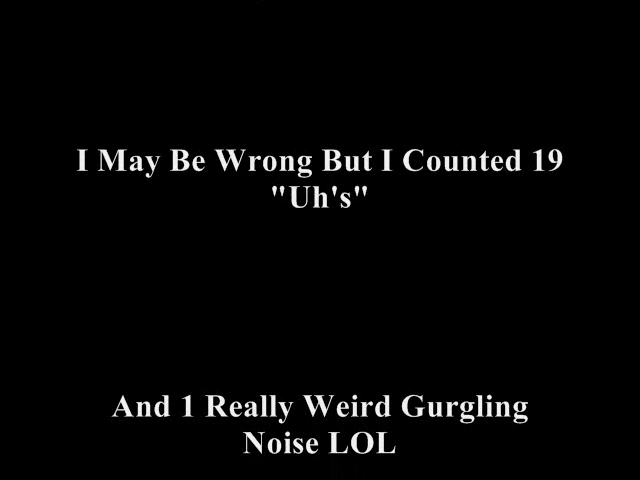 I May Be Wrong But I Counted 19
"Uh's"
And 1 Really Weird Gurgling
Noise LOL